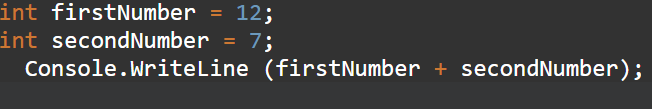 int firstNumber = 12;
int secondNumber = 7;
Console.WriteLine (firstNumber + secondNumber);